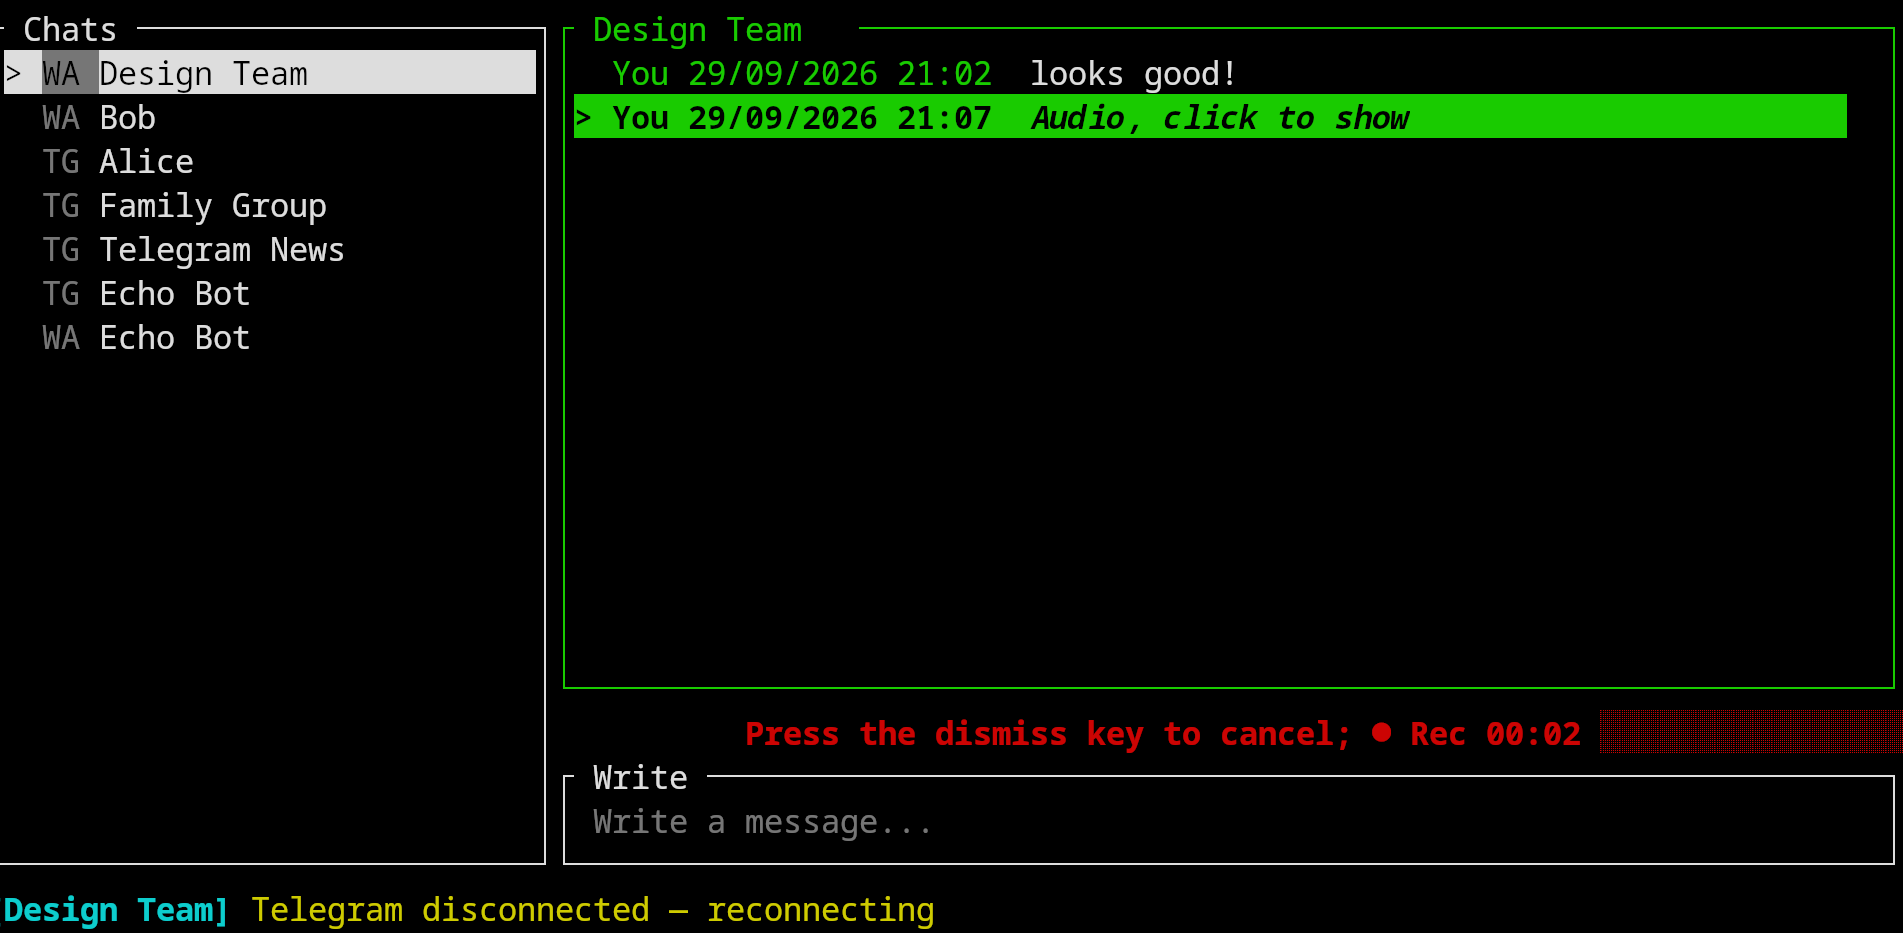 Chats
> WA Design Team
WA Bob
TG Alice
TG Family Group
TG Telegram News
TG Echo Bot
WA Echo Bot
Design Team
You 29/09/2026 21:02 looks good!
> You 29/09/2026 21:07 Audio, click to show
Press the dismiss key to cancel; ● Rec 00:02
Write
Write a message...
Design Team] Telegram disconnected — reconnecting